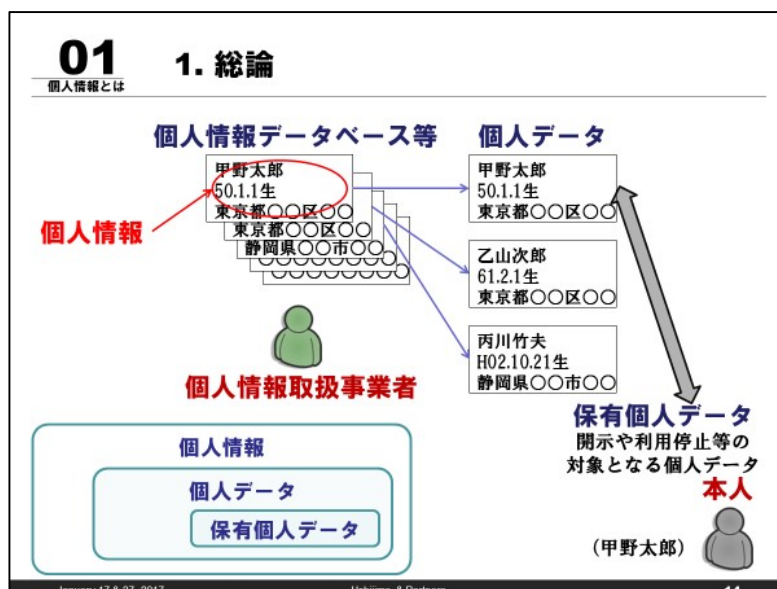 01
個人情報とは
1. 総論
個人情報データベース等
個人データ
甲野太郎
50.1.1生
東京都〇〇区〇〇
東京都〇〇区〇〇
静岡県〇〇市〇〇
〇〇〇〇〇〇〇〇
〇〇〇〇〇〇〇〇
個人情報
甲野太郎
50.1.1生
東京都〇〇区〇〇
乙山次郎
61.2.1生
東京都〇〇区〇〇
丙川竹夫
H02.10.21生
静岡県〇〇市〇〇
個人情報取扱事業者
保有個人データ
開示や利用停止等の
対象となる個人データ
本人
(甲野太郎)
個人情報
個人データ
保有個人データ